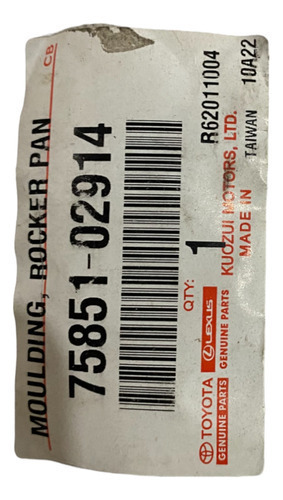 MOULDING, ROCKER PAN CB
75851-02914
QTY: 1 R62011004
TOYOTA GENUINE PARTS
LEXUS GENUINE PARTS
KUOZUI MOTORS, LTD.
MADE IN TAIWAN 10A22